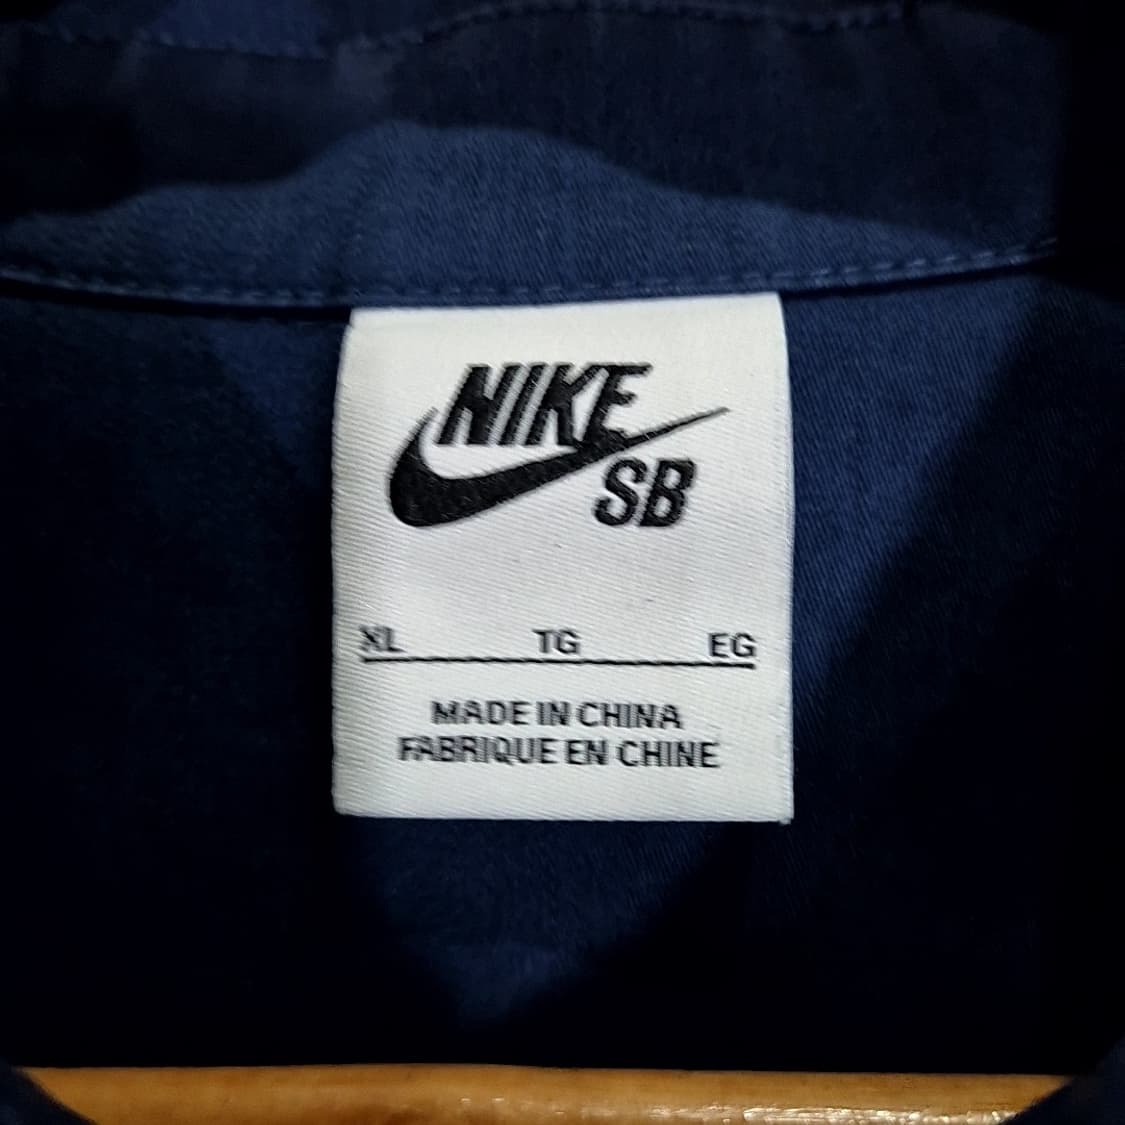 NIKE
SB
XL TG EG
MADE IN CHINA
FABRIQUE EN CHINE